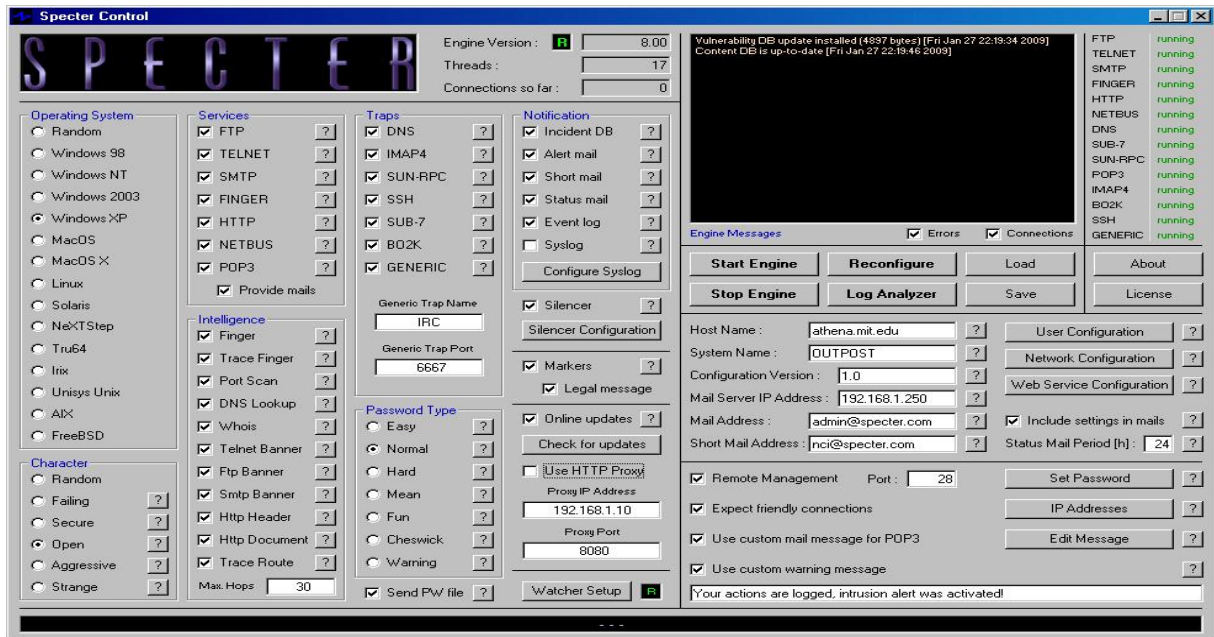 Specter Control
SPECTER
Engine Version : R 8.00
Threads : 17
Connections so far : 0
Operating System
Random
Windows 98
Windows NT
Windows 2003
Windows XP
MacOS
MacOS X
Linux
Solaris
NeXTStep
Tru64
Irix
Unisys Unix
AIX
FreeBSD
Character
Random
Failing ?
Secure ?
Open ?
Aggressive ?
Strange ?
Services
FTP ?
TELNET ?
SMTP ?
FINGER ?
HTTP ?
NETBUS ?
POP3 ?
Provide mails
Intelligence
Finger ?
Trace Finger ?
Port Scan ?
DNS Lookup ?
Whois ?
Telnet Banner ?
Ftp Banner ?
Smtp Banner ?
Http Header ?
Http Document ?
Trace Route ?
Max. Hops 30
Traps
DNS ?
IMAP4 ?
SUN-RPC ?
SSH ?
SUB-7 ?
BO2K ?
GENERIC ?
Generic Trap Name
IRC
Generic Trap Port
6667
Password Type
Easy ?
Normal ?
Hard ?
Mean ?
Fun ?
Cheswick ?
Warning ?
Send PW file ?
Notification
Incident DB ?
Alert mail ?
Short mail ?
Status mail ?
Event log ?
Syslog ?
Configure Syslog
Silencer ?
Silencer Configuration
Markers ?
Legal message
Online updates ?
Check for updates
Use HTTP Proxy
Proxy IP Address
192.168.1.10
Proxy Port
8080
Watcher Setup R
Vulnerability DB update installed (4897 bytes) [Fri Jan 27 22:19:34 2009]
Content DB is up-to-date [Fri Jan 27 22:19:46 2009]
Engine Messages Errors Connections
FTP running
TELNET running
SMTP running
FINGER running
HTTP running
NETBUS running
DNS running
SUB-7 running
SUN-RPC running
POP3 running
IMAP4 running
BO2K running
SSH running
GENERIC running
Start Engine Reconfigure Load About
Stop Engine Log Analyzer Save License
Host Name : athena.mit.edu ? User Configuration ?
System Name : OUTPOST ? Network Configuration ?
Configuration Version : 1.0 ? Web Service Configuration ?
Mail Server IP Address : 192.168.1.250 ?
Mail Address : admin@specter.com ? Include settings in mails ?
Short Mail Address : nci@specter.com ? Status Mail Period [h] : 24 ?
Remote Management Port : 28 Set Password ?
Expect friendly connections IP Addresses ?
Use custom mail message for POP3 Edit Message ?
Use custom warning message ?
Your actions are logged, intrusion alert was activated!
- - -